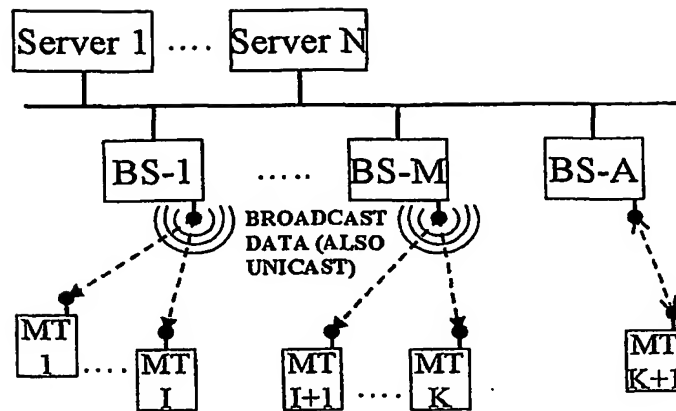 Server 1 .... Server N
BS-1 ..... BS-M BS-A
BROADCAST
DATA (ALSO
UNICAST)
MT
1
....
MT
I
MT
I+1
....
MT
K
MT
K+1